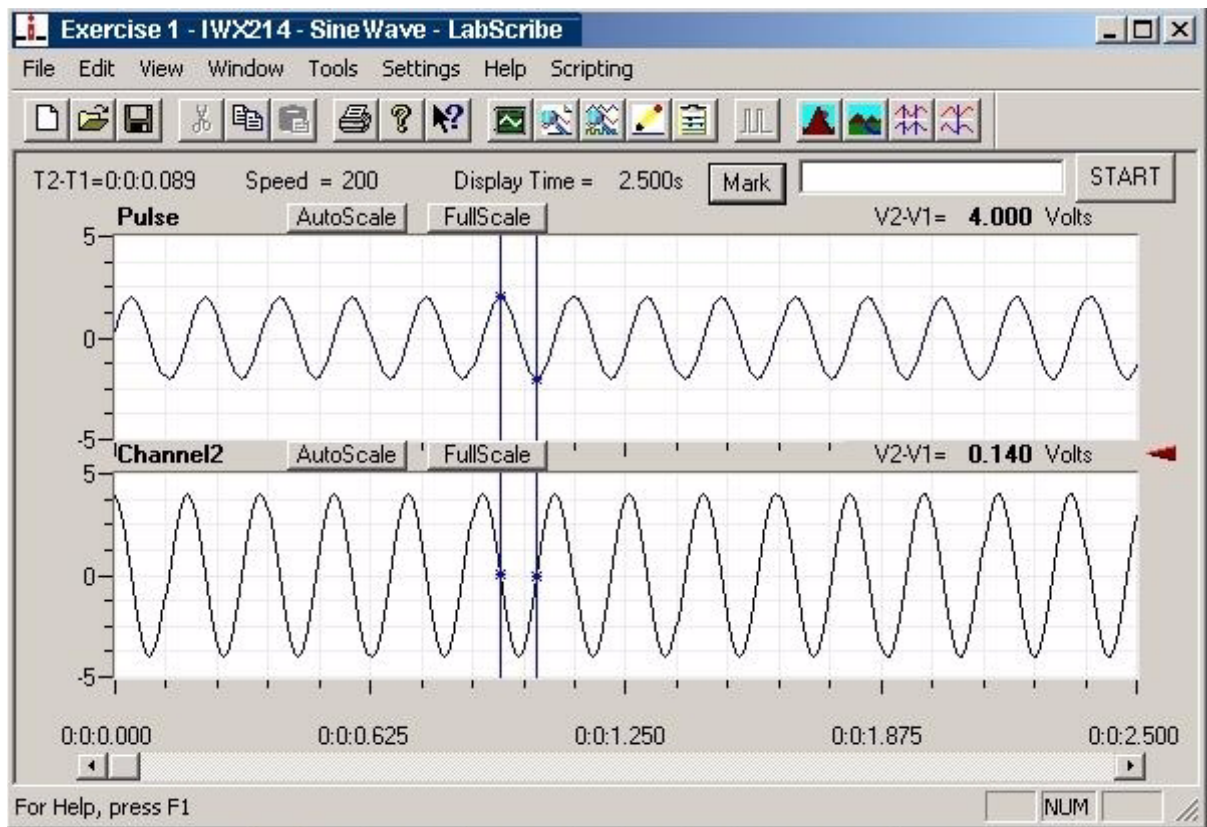 Exercise 1 - IWX214 - SineWave - LabScribe
File Edit View Window Tools Settings Help Scripting
T2-T1=0:0:0.089 Speed = 200 Display Time = 2.500s Mark START
Pulse AutoScale FullScale V2-V1= 4.000 Volts
5
0
-5
Channel2 AutoScale FullScale V2-V1= 0.140 Volts
5
0
-5
0:0:0.000 0:0:0.625 0:0:1.250 0:0:1.875 0:0:2.500
For Help, press F1 NUM